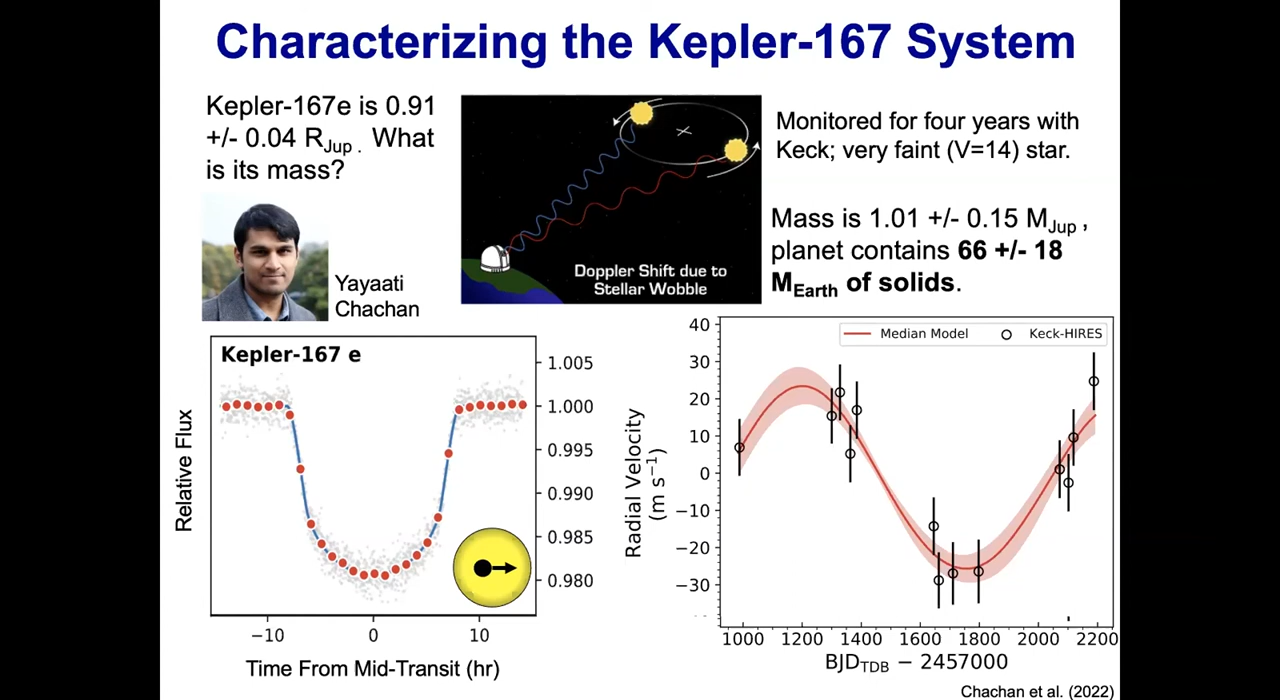 Characterizing the Kepler-167 System
Kepler-167e is 0.91
+/- 0.04 RJup . What
is its mass?
Yayaati
Chachan
Doppler Shift due to
Stellar Wobble
Monitored for four years with
Keck; very faint (V=14) star.
Mass is 1.01 +/- 0.15 MJup ,
planet contains 66 +/- 18
MEarth of solids.
Kepler-167 e
Relative Flux
1.005
1.000
0.995
0.990
0.985
0.980
−10
0
10
Time From Mid-Transit (hr)
Median Model
Keck-HIRES
Radial Velocity
(m s−1)
40
30
20
10
0
−10
−20
−30
1000
1200
1400
1600
1800
2000
2200
BJDTDB − 2457000
Chachan et al. (2022)